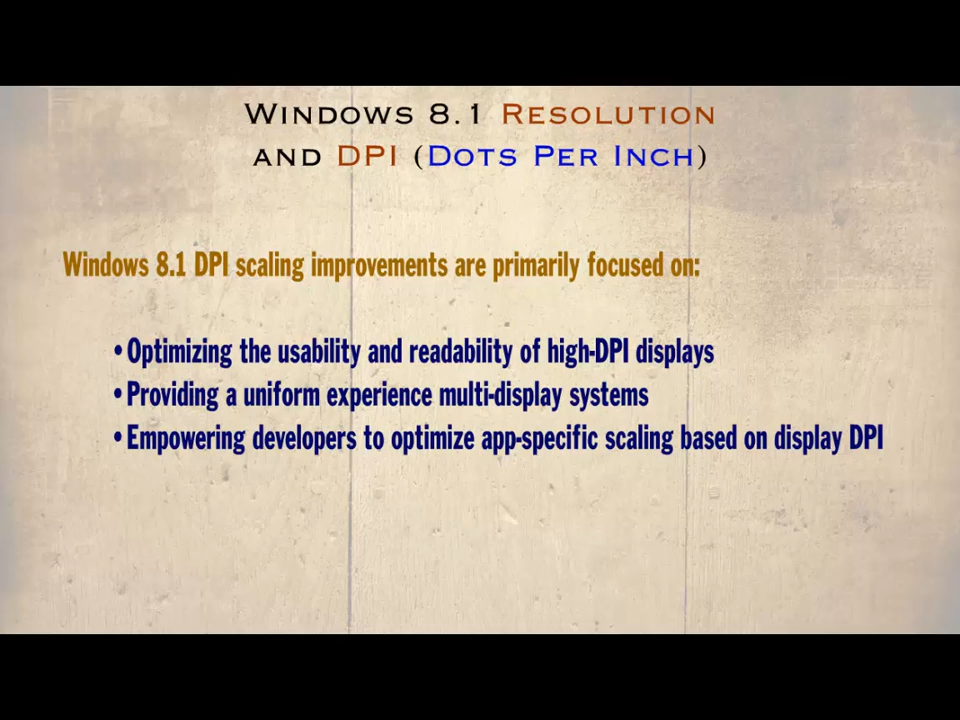 Windows 8.1 Resolution
and DPI (Dots Per Inch)
Windows 8.1 DPI scaling improvements are primarily focused on:
• Optimizing the usability and readability of high-DPI displays
• Providing a uniform experience multi-display systems
• Empowering developers to optimize app-specific scaling based on display DPI